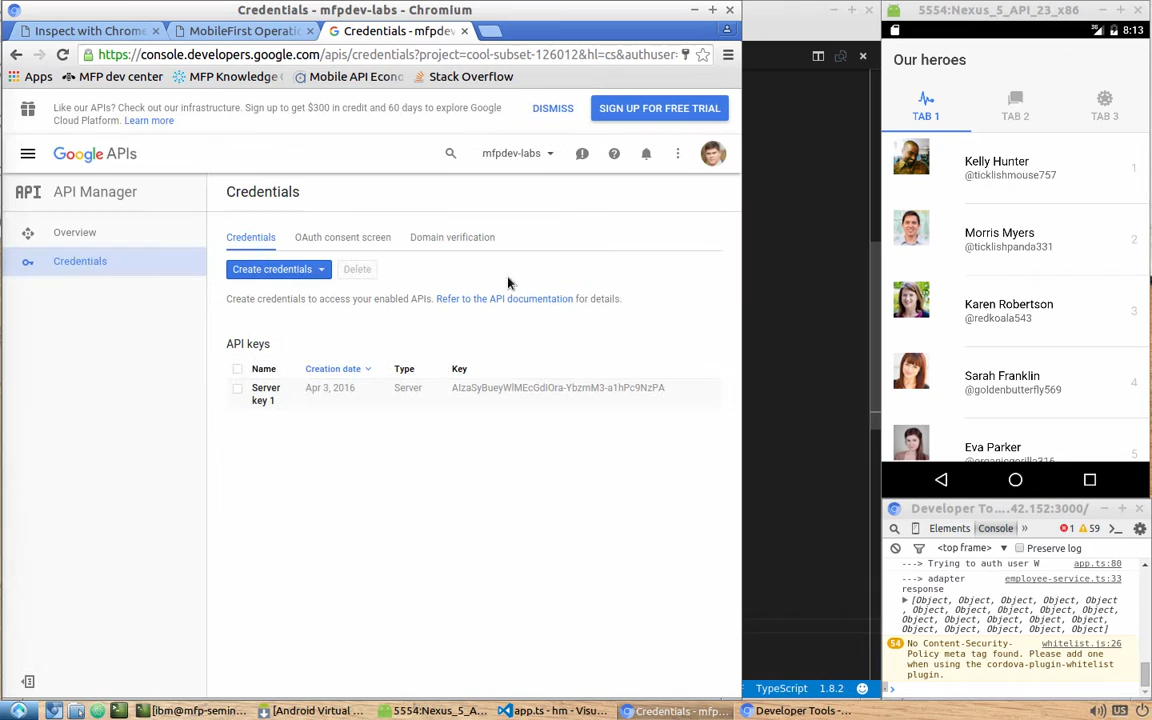 Credentials - mfpdev-labs - Chromium
Inspect with Chrome
MobileFirst Operatio
Credentials - mfpdev
https://console.developers.google.com/apis/credentials?project=cool-subset-126012&hl=cs&authuser
Apps
MFP dev center
MFP Knowledge
Mobile API Econ
Stack Overflow
Like our APIs? Check out our infrastructure. Sign up to get $300 in credit and 60 days to explore Google
Cloud Platform. Learn more
DISMISS
SIGN UP FOR FREE TRIAL
Google APIs
mfpdev-labs
API API Manager
Overview
Credentials
Credentials
Credentials
OAuth consent screen
Domain verification
Create credentials
Delete
Create credentials to access your enabled APIs. Refer to the API documentation for details.
API keys
Name Creation date Type Key
Server Apr 3, 2016 Server
key 1
TypeScript 1.8.2
5554:Nexus_5_API_23_x86
8:13
Our heroes
TAB 1
TAB 2
TAB 3
Kelly Hunter
@ticklishmouse757
1
Morris Myers
@ticklishpanda331
2
Karen Robertson
@redkoala543
3
Sarah Franklin
@goldenbutterfly569
4
Eva Parker
@organicgorilla316
5
Developer To....42.152:3000/
Elements Console » 1 59
<top frame> ▼ Preserve log
---> Trying to auth user W app.ts:80
---> adapter employee-service.ts:33
response
[Object, Object, Object, Object, Object
, Object, Object, Object, Object,
Object, Object, Object, Object, Object,
Object, Object, Object, Object]
54 No Content-Security- whitelist.js:26
Policy meta tag found. Please add one
when using the cordova-plugin-whitelist
plugin.
[ibm@mfp-semin...
[Android Virtual ...
5554:Nexus_5_A...
app.ts - hm - Visu...
Credentials - mfp...
Developer Tools -...
US